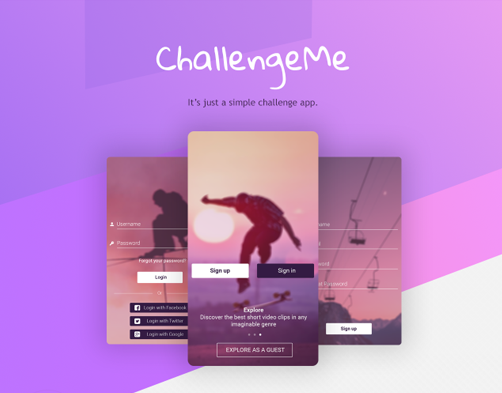 ChallengeMe
It's just a simple challenge app.
Username
Password
Forgot your password?
Login
Login with Facebook
Login with Twitter
Login with Google
Sign up
Sign in
Explore
Discover the best short video clips in any
imaginable genre
EXPLORE AS A GUEST
Sign up